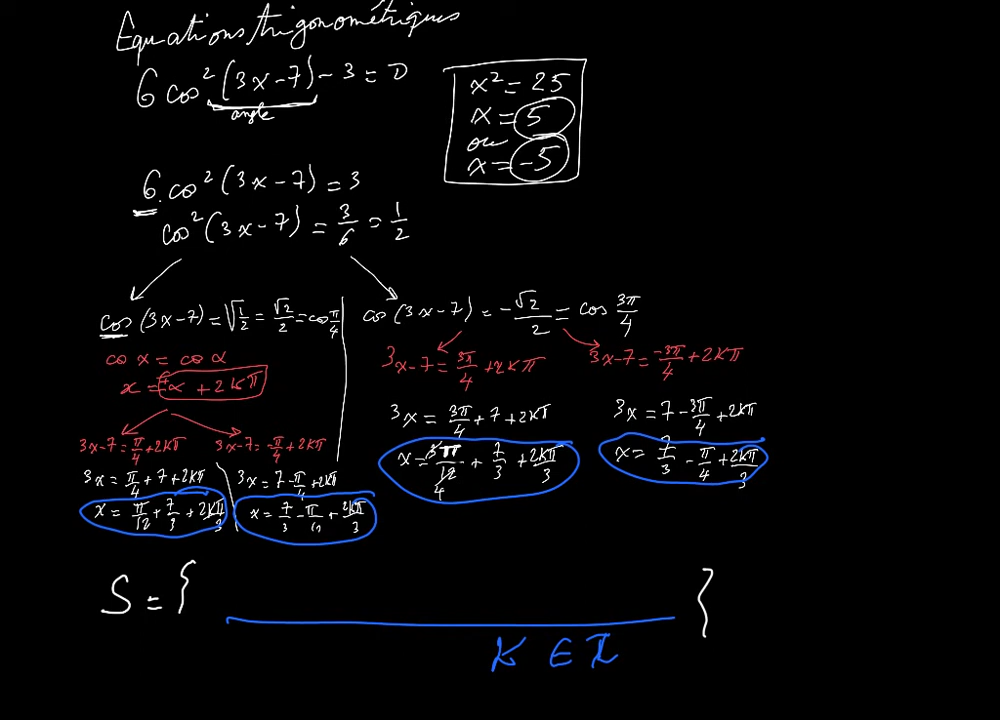 Equations trigonométriques
6 cos² (3x-7) - 3 = 0
angle
x² = 25
x = 5
ou
x = -5
6. cos² (3x-7) = 3
cos² (3x-7) = 3/6 = 1/2
cos (3x-7) = √1/2 = √2/2 = cos π/4
co x = co α
x = ±α + 2kπ
3x-7 = π/4 + 2kπ
3x-7 = -π/4 + 2kπ
3x = π/4 + 7 + 2kπ
3x = 7 - π/4 + 2kπ
x = π/12 + 7/3 + 2kπ/3
x = 7/3 - π/12 + 2kπ/3
cos (3x-7) = -√2/2 = cos 3π/4
3x-7 = 3π/4 + 2kπ
3x-7 = -3π/4 + 2kπ
3x = 3π/4 + 7 + 2kπ
3x = 7 - 3π/4 + 2kπ
x = 3π/12 + 7/3 + 2kπ/3
4
x = 7/3 - π/4 + 2kπ/3
S = { }
K ∈ Z